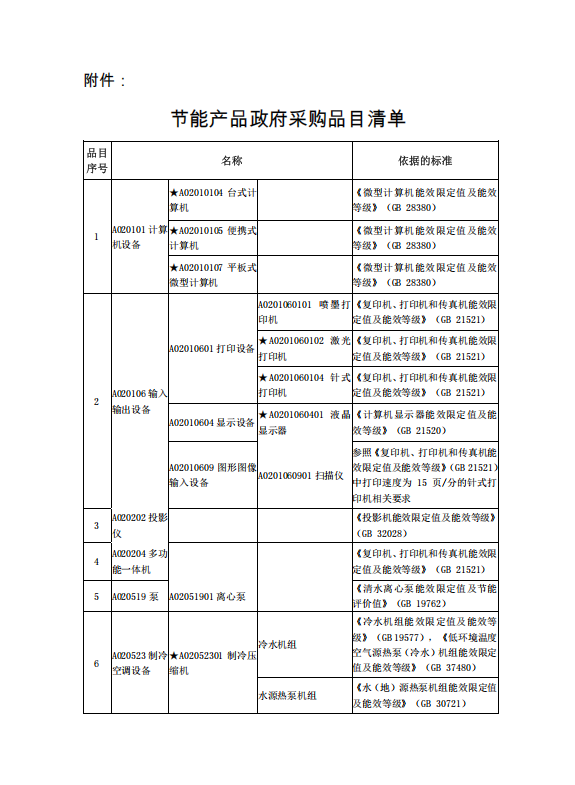 附件：
节能产品政府采购品目清单
品目
序号
名称
依据的标准
1
A020101 计算
机设备
★A02010104 台式计
算机
《微型计算机能效限定值及能效
等级》（GB 28380）
★A02010105 便携式
计算机
《微型计算机能效限定值及能效
等级》（GB 28380）
★A02010107 平板式
微型计算机
《微型计算机能效限定值及能效
等级》（GB 28380）
2
A020106 输入
输出设备
A02010601 打印设备
A0201060101 喷墨打
印机
《复印机、打印机和传真机能效限
定值及能效等级》（GB 21521）
★A0201060102 激光
打印机
《复印机、打印机和传真机能效限
定值及能效等级》（GB 21521）
★A0201060104 针式
打印机
《复印机、打印机和传真机能效限
定值及能效等级》（GB 21521）
A02010604 显示设备
★A0201060401 液晶
显示器
《计算机显示器能效限定值及能
效等级》（GB 21520）
A02010609 图形图像
输入设备
A0201060901 扫描仪
参照《复印机、打印机和传真机能
效限定值及能效等级》（GB 21521）
中打印速度为 15 页/分的针式打
印机相关要求
3
A020202 投影
仪
《投影机能效限定值及能效等级》
（GB 32028）
4
A020204 多功
能一体机
《复印机、打印机和传真机能效限
定值及能效等级》（GB 21521）
5
A020519 泵
A02051901 离心泵
《清水离心泵能效限定值及节能
评价值》（GB 19762）
6
A020523 制冷
空调设备
★A02052301 制冷压
缩机
冷水机组
《冷水机组能效限定值及能效等
级》（GB 19577），《低环境温度
空气源热泵（冷水）机组能效限定
值及能效等级》（GB 37480）
水源热泵机组
《水（地）源热泵机组能效限定值
及能效等级》（GB 30721）